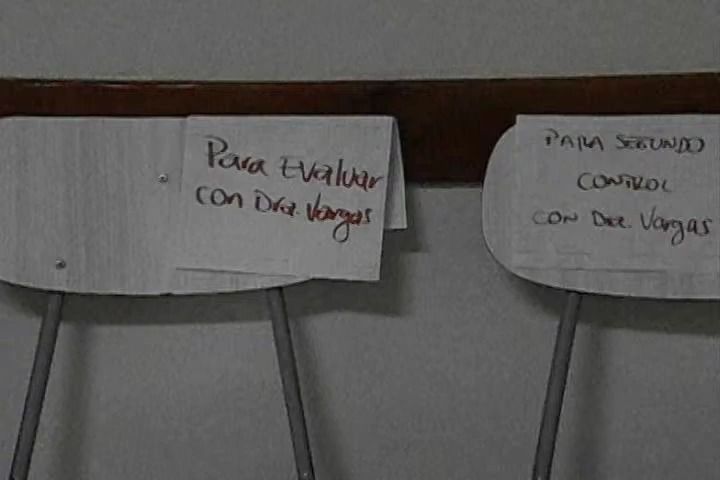 Para Evaluar
con Dra. Vargas
PARA SEGUNDO
CONTROL
CON Dra. Vargas